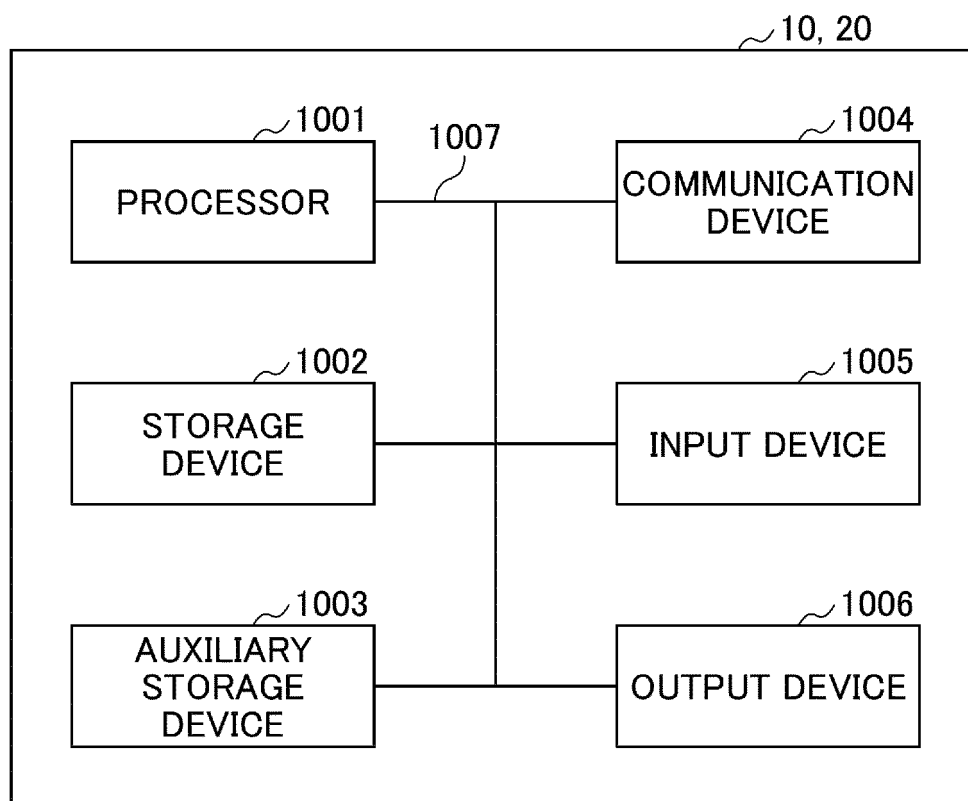 10, 20
1001
PROCESSOR
1007
1004
COMMUNICATION
DEVICE
1002
STORAGE
DEVICE
1005
INPUT DEVICE
1003
AUXILIARY
STORAGE
DEVICE
1006
OUTPUT DEVICE